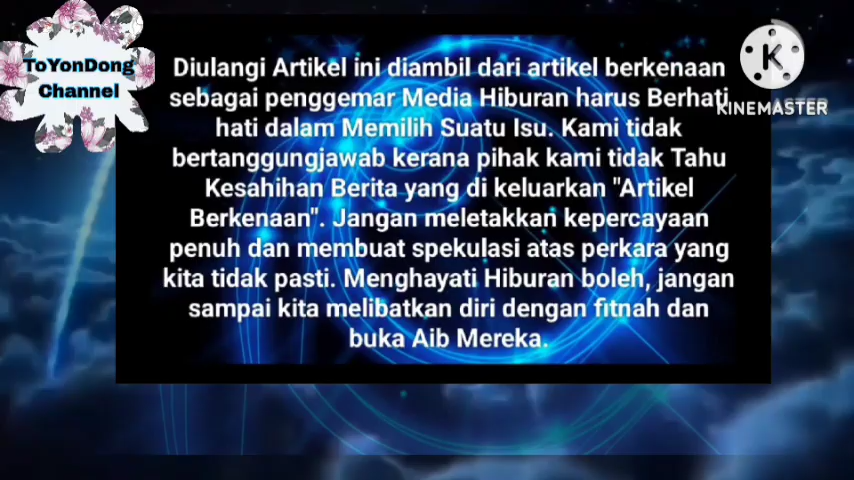 ToYonDong
Channel
KINEMASTER
Diulangi Artikel ini diambil dari artikel berkenaan
sebagai penggemar Media Hiburan harus Berhati
hati dalam Memilih Suatu Isu. Kami tidak
bertanggungjawab kerana pihak kami tidak Tahu
Kesahihan Berita yang di keluarkan "Artikel
Berkenaan". Jangan meletakkan kepercayaan
penuh dan membuat spekulasi atas perkara yang
kita tidak pasti. Menghayati Hiburan boleh, jangan
sampai kita melibatkan diri dengan fitnah dan
buka Aib Mereka.